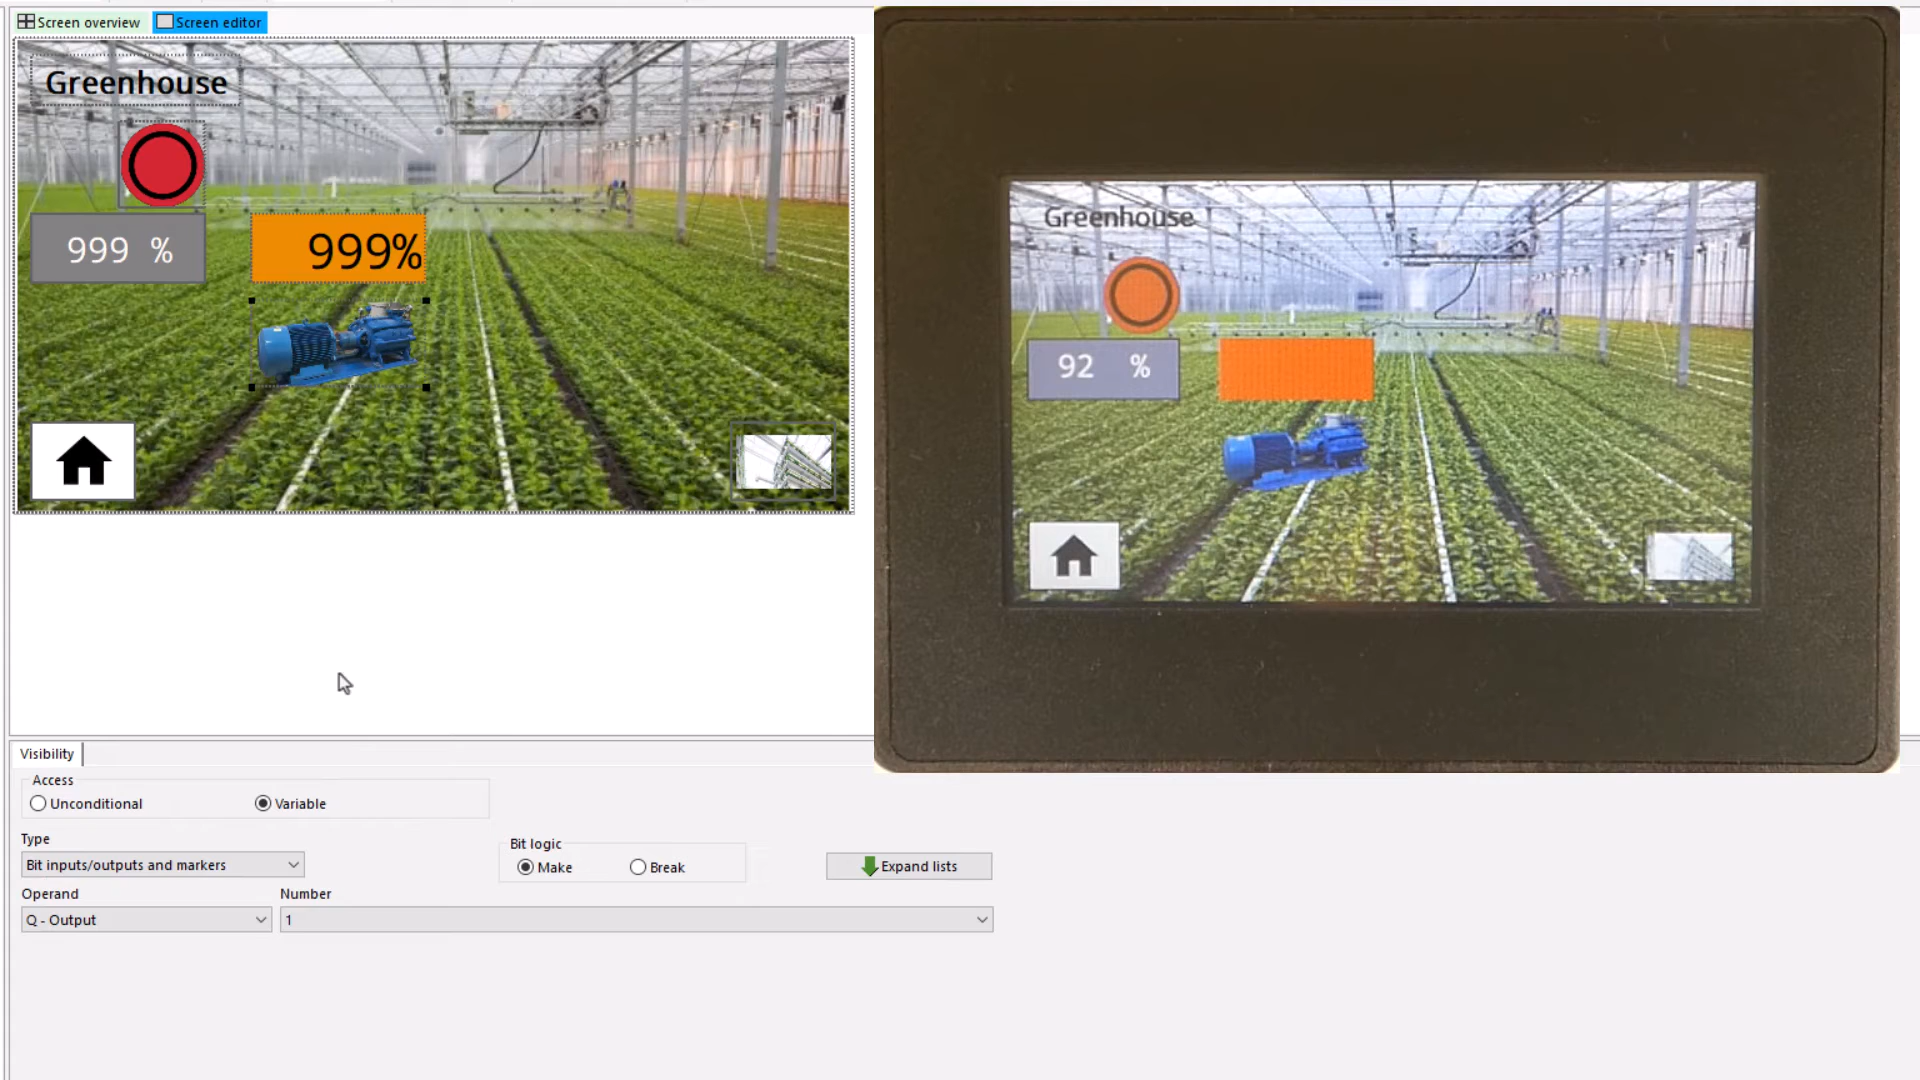 Screen overview
Screen editor
Greenhouse
999 %
999%
Greenhouse
92 %
Visibility
Access
Unconditional
Variable
Type
Bit inputs/outputs and markers
Bit logic
Make
Break
Expand lists
Operand
Number
Q - Output
1